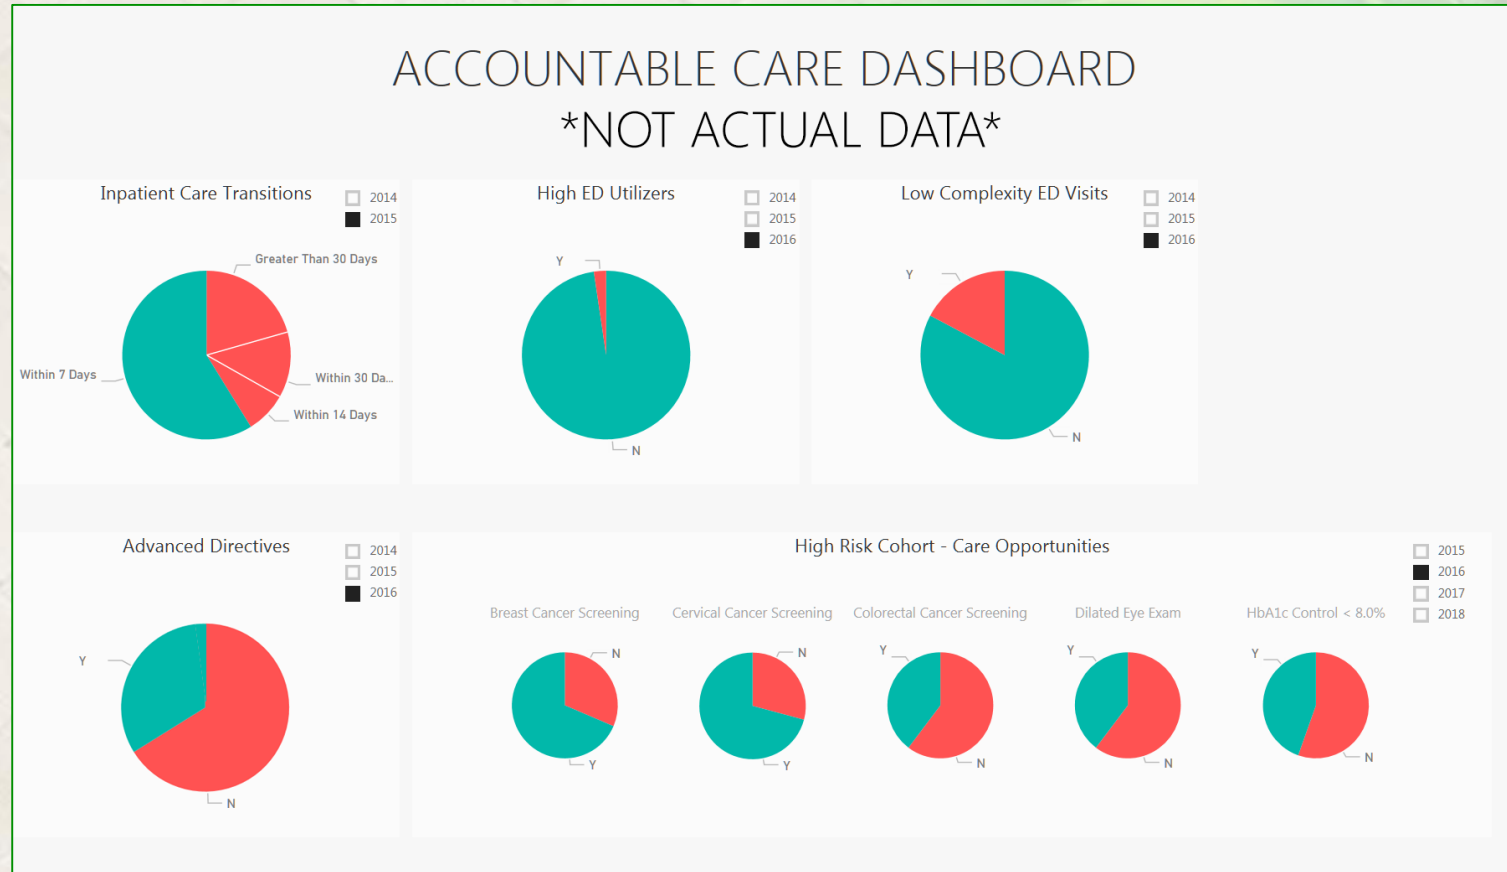 ACCOUNTABLE CARE DASHBOARD
*NOT ACTUAL DATA*
Inpatient Care Transitions
2014
2015
Greater Than 30 Days
Within 7 Days
Within 30 Da...
Within 14 Days
High ED Utilizers
2014
2015
2016
Y
N
Low Complexity ED Visits
2014
2015
2016
Y
N
Advanced Directives
2014
2015
2016
Y
N
High Risk Cohort - Care Opportunities
2015
2016
2017
2018
Breast Cancer Screening
N
Y
Cervical Cancer Screening
N
Y
Colorectal Cancer Screening
Y
N
Dilated Eye Exam
Y
N
HbA1c Control < 8.0%
Y
N